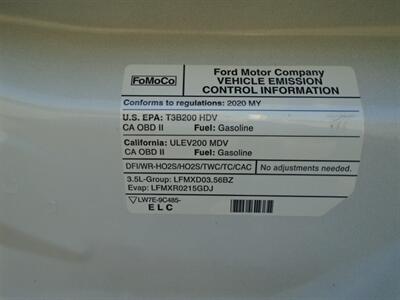 FoMoCo
Ford Motor Company
VEHICLE EMISSION
CONTROL INFORMATION
Conforms to regulations: 2020 MY
U.S. EPA: T3B200 HDV
CA OBD II Fuel: Gasoline
California: ULEV200 MDV
CA OBD II Fuel: Gasoline
DFI/WR-HO2S/HO2S/TWC/TC/CAC No adjustments needed.
3.5L-Group: LFMXD03.56BZ
Evap: LFMXR0215GDJ
LW7E-9C485-
ELC